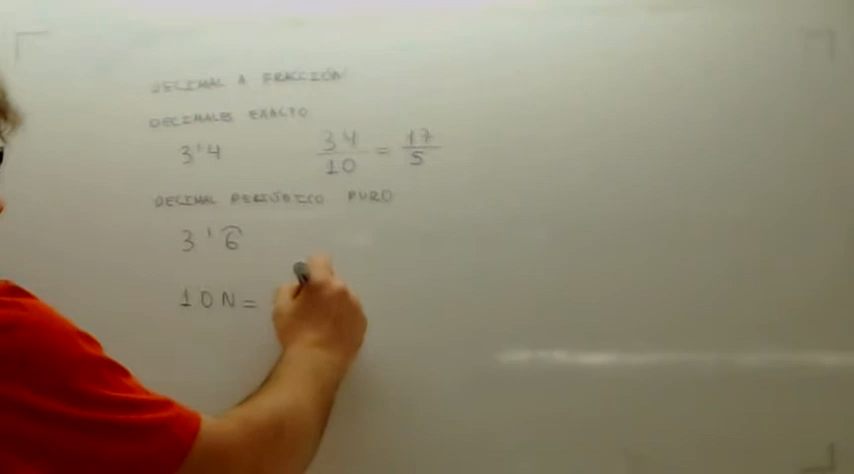 DECIMAL A FRACCIÓN
DECIMALES EXACTO
3'4 34/10 = 17/5
DECIMAL PERIÓDICO PURO
3'6̂
10N=